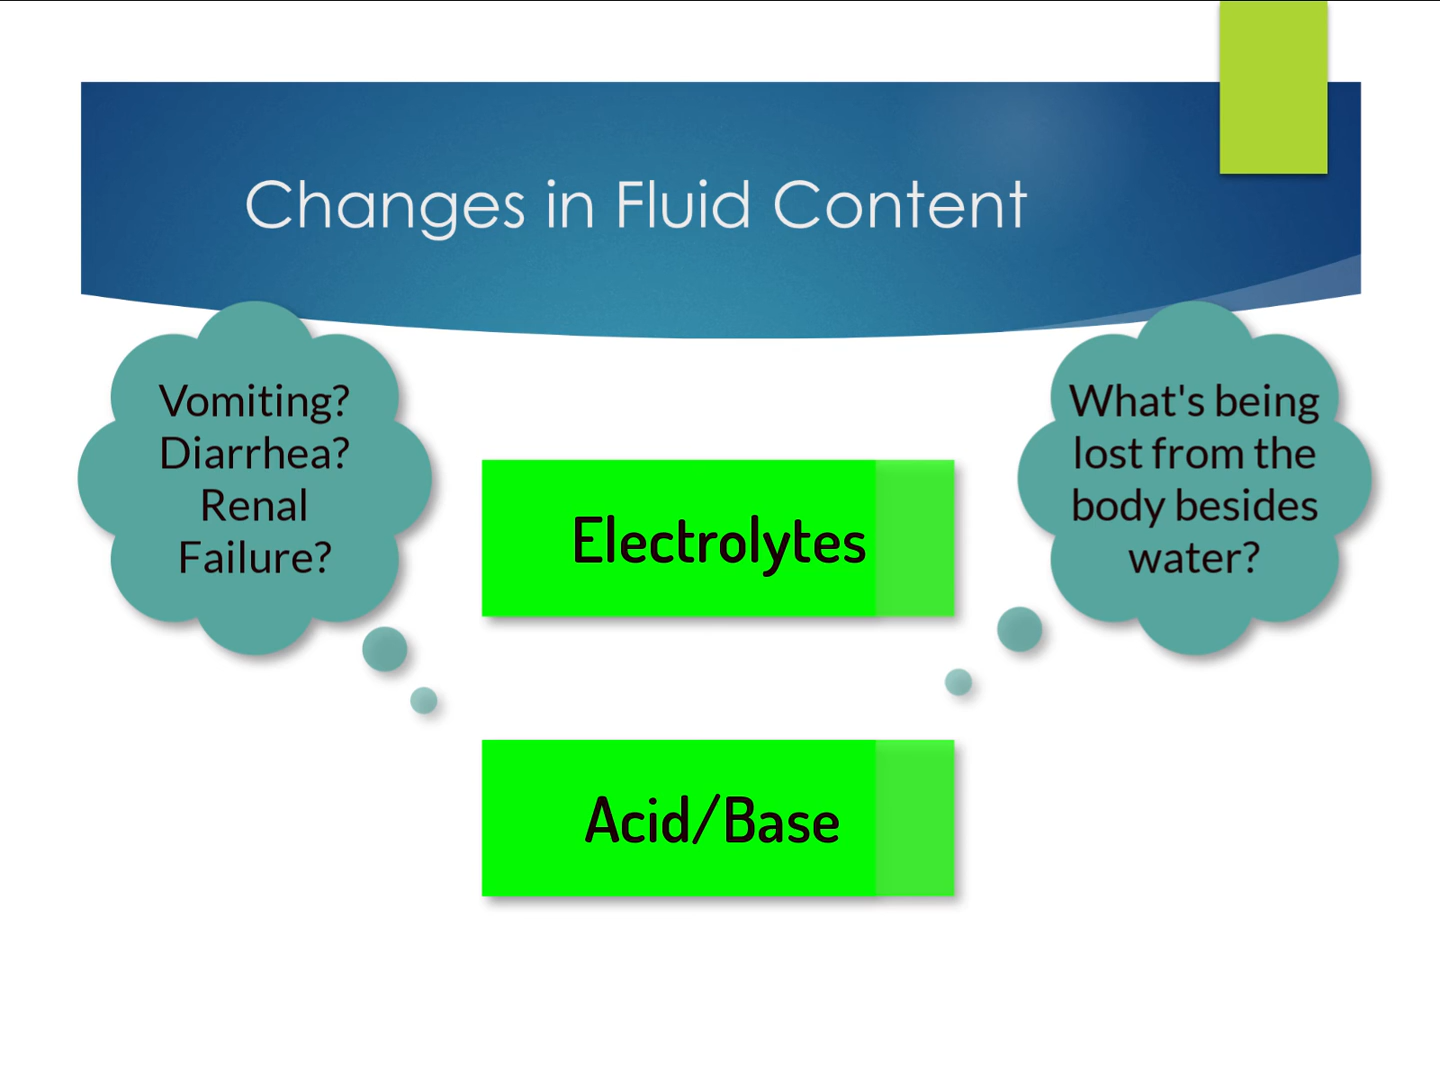 Changes in Fluid Content
Vomiting?
Diarrhea?
Renal
Failure?
What's being
lost from the
body besides
water?
Electrolytes
Acid/Base